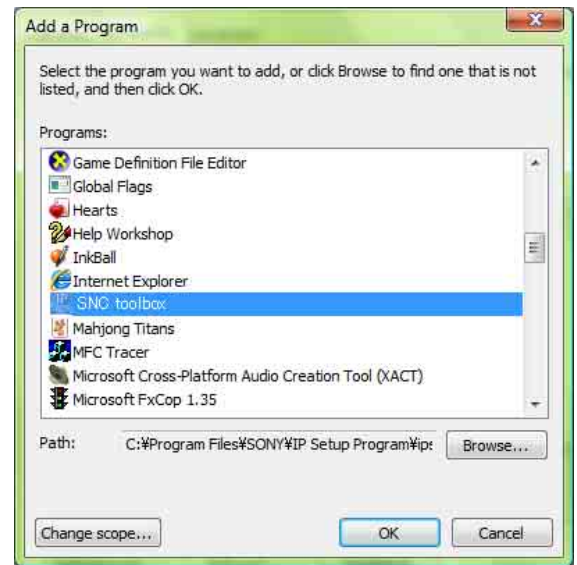 Add a Program
Select the program you want to add, or click Browse to find one that is not
listed, and then click OK.
Programs:
Game Definition File Editor
Global Flags
Hearts
Help Workshop
InkBall
Internet Explorer
SNC toolbox
Mahjong Titans
MFC Tracer
Microsoft Cross-Platform Audio Creation Tool (XACT)
Microsoft FxCop 1.35
Path: C:¥Program Files¥SONY¥IP Setup Program¥ips Browse...
Change scope... OK Cancel